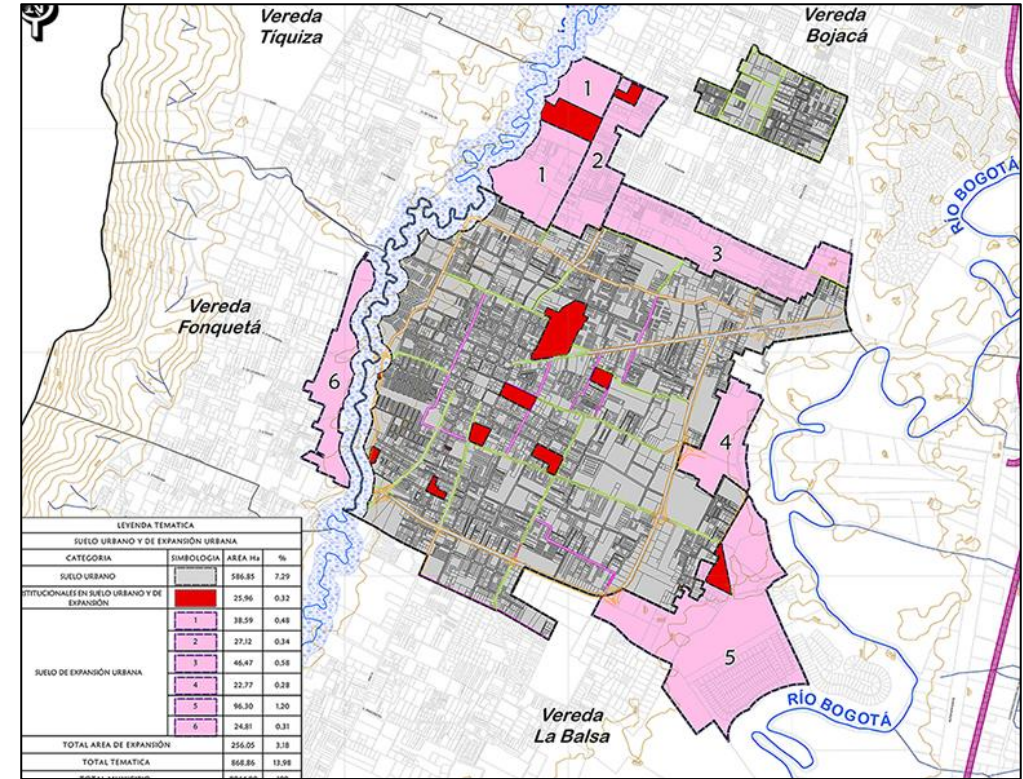 N
Vereda
Tíquiza
Vereda
Bojacá
1
1
2
3
RÍO BOGOTÁ
Vereda
Fonquetá
6
4
5
RÍO BOGOTÁ
Vereda
La Balsa
LEYENDA TEMATICA
SUELO URBANO Y DE EXPANSIÓN URBANA
CATEGORIA SIMBOLOGIA AREA Ha %
SUELO URBANO 586.85 7,29
STITUCIONALES EN SUELO URBANO Y DE
EXPANSIÓN 25,96 0,32
SUELO DE EXPANSIÓN URBANA
1 38,59 0,48
2 27,12 0,34
3 46,47 0,58
4 22,77 0,28
5 96,30 1,20
6 24,81 0,31
TOTAL AREA DE EXPANSIÓN 256,05 3,18
TOTAL TEMATICA 868,86 13,98
TOTAL MUNICIPIO 100